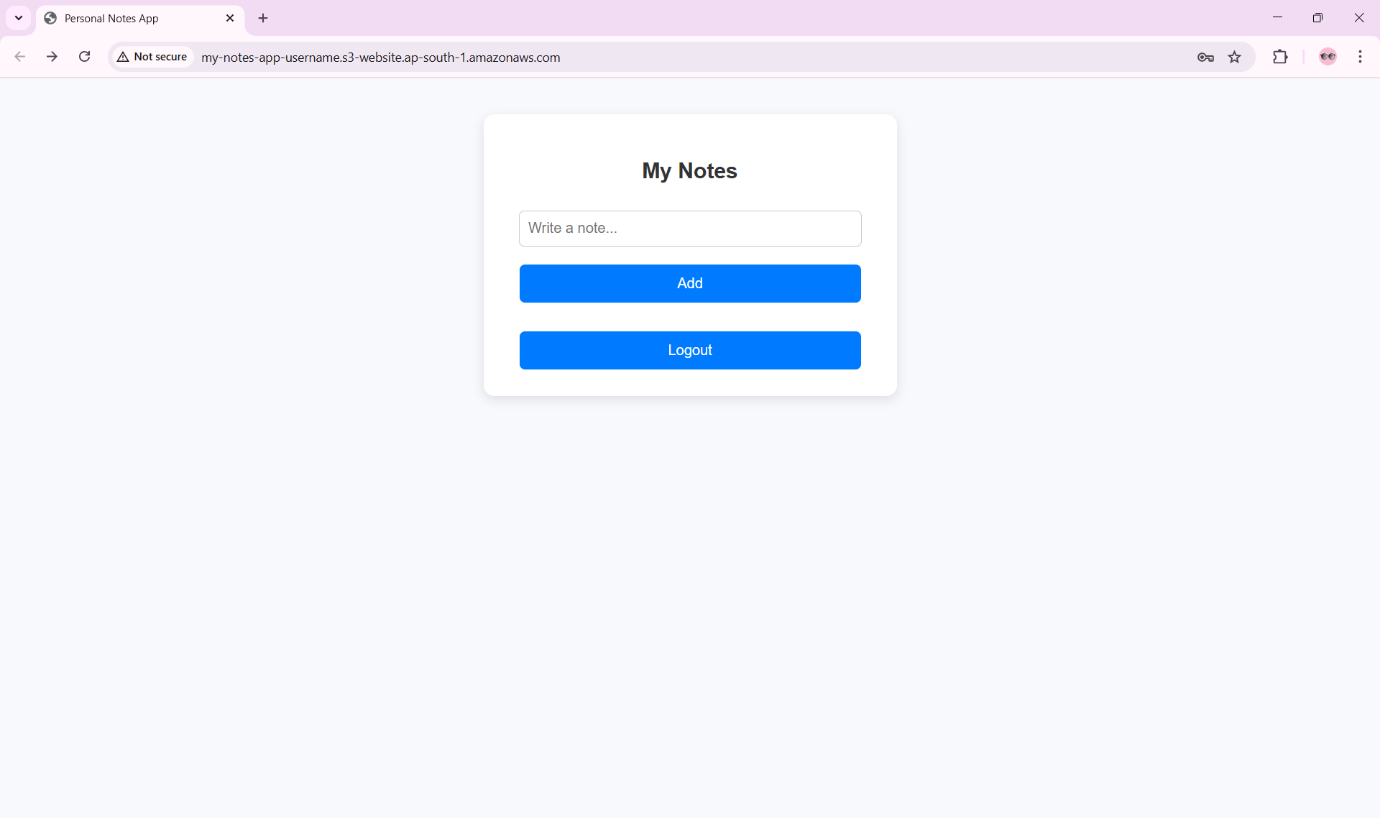 Personal Notes App
Not secure
my-notes-app-username.s3-website.ap-south-1.amazonaws.com
My Notes
Write a note...
Add
Logout